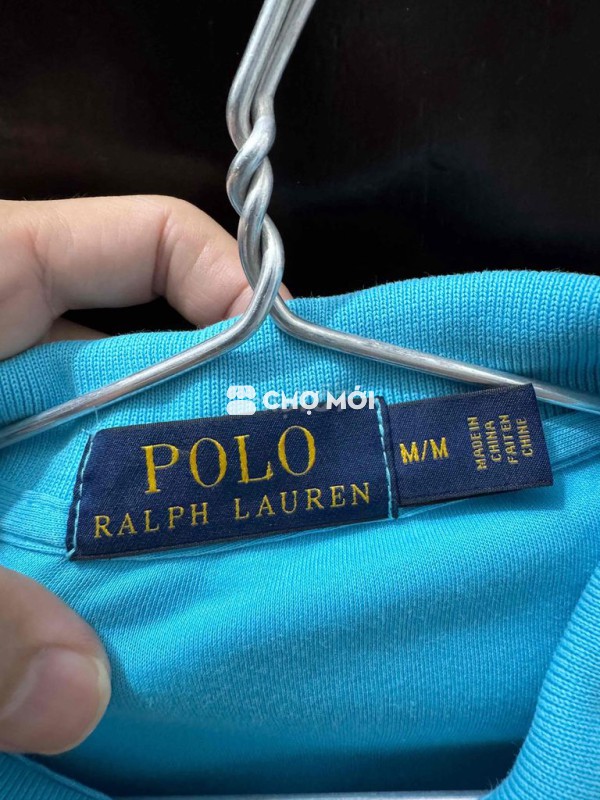 CHỢ MỚI
POLO
RALPH LAUREN
M/M
MADE IN
CHINA
FAIT EN
CHINE